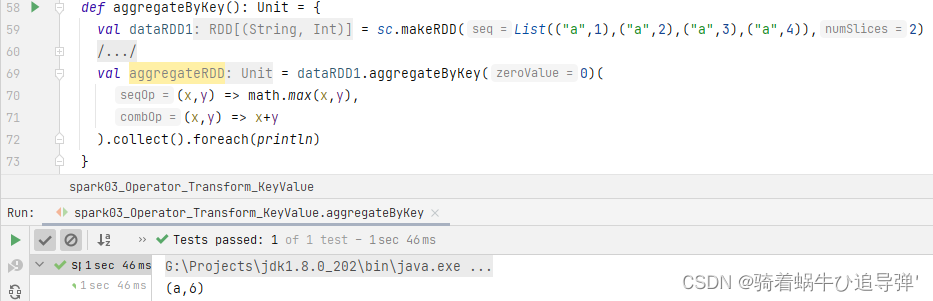 58 def aggregateByKey(): Unit = {
59 val dataRDD1: RDD[(String, Int)] = sc.makeRDD( seq = List(("a",1),("a",2),("a",3),("a",4)), numSlices = 2)
60 /.../
69 val aggregateRDD: Unit = dataRDD1.aggregateByKey( zeroValue = 0)(
70 seqOp = (x,y) => math.max(x,y),
71 combOp = (x,y) => x+y
72 ).collect().foreach(println)
73 }
spark03_Operator_Transform_KeyValue
Run: spark03_Operator_Transform_KeyValue.aggregateByKey ×
» Tests passed: 1 of 1 test – 1 sec 46 ms
1 sec 46 ms G:\Projects\jdk1.8.0_202\bin\java.exe ...
1 sec 46 ms (a,6)
CSDN @骑着蜗牛ひ追导弹'